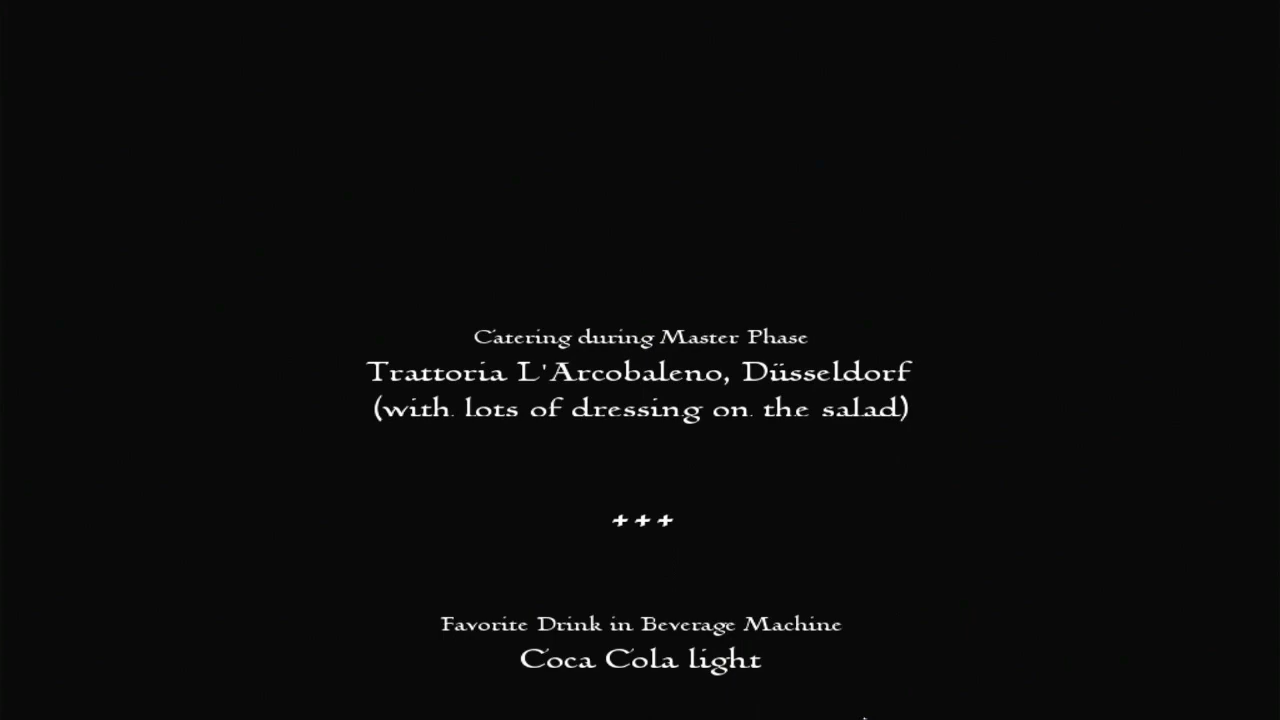 Catering during Master Phase
Trattoria L'Arcobaleno, Düsseldorf
(with lots of dressing on the salad)
+++
Favorite Drink in Beverage Machine
Coca Cola light